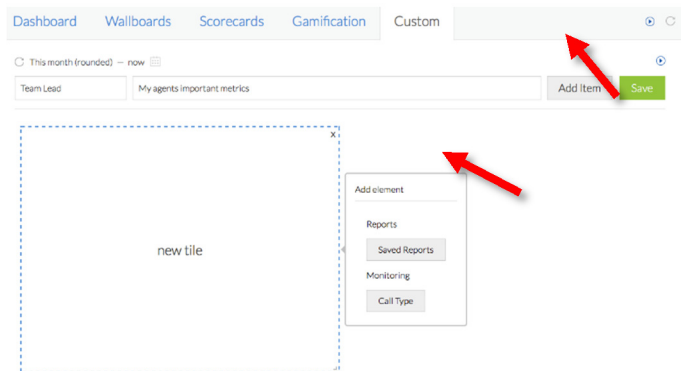 Dashboard Wallboards Scorecards Gamification Custom
This month (rounded) — now
Team Lead My agents important metrics Add Item Save
x
Add element
Reports
new tile Saved Reports
Monitoring
Call Type